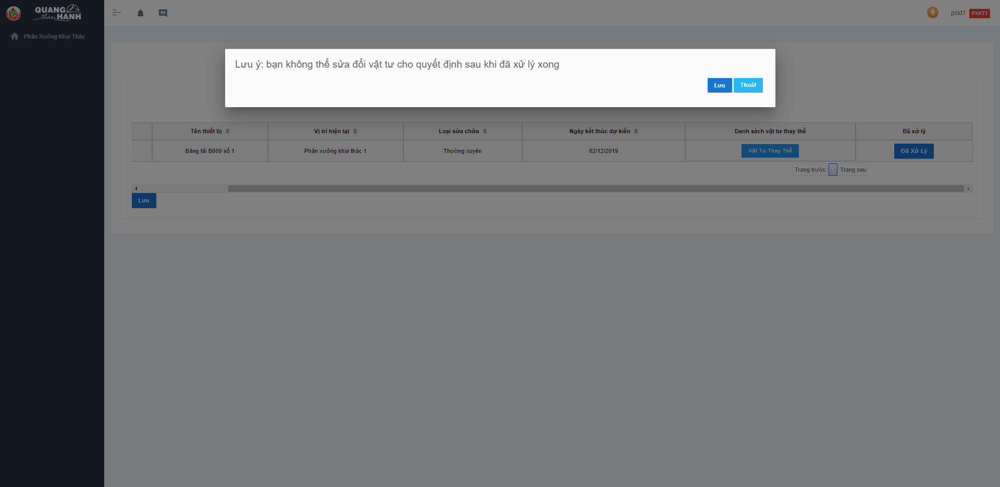 QUANG
than HANH
pxkt1 PXKT1
Phân Xưởng Khai Thác
Lưu ý: bạn không thể sửa đổi vật tư cho quyết định sau khi đã xử lý xong
Lưu Thoát
Tên thiết bị Vị trí hiện tại Loại sửa chữa Ngày kết thúc dự kiến Danh sách vật tư thay thế Đã xử lý
Băng tải B800 số 1 Phân xưởng khai thác 1 Thường xuyên 02/12/2019 Vật Tư Thay Thế Đã Xử Lý
Trang trước Trang sau
Lưu